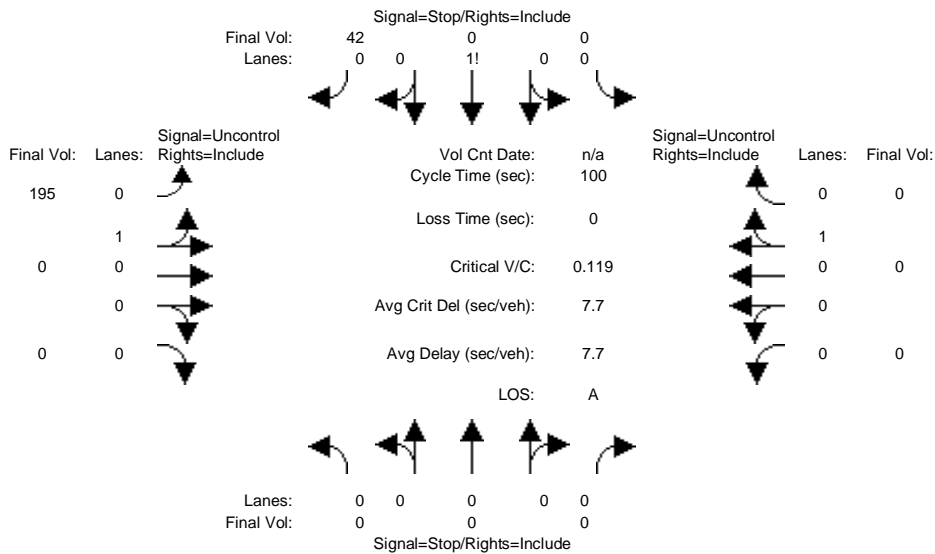 Signal=Stop/Rights=Include
Final Vol: 42 0 0
Lanes: 0 0 1! 0 0
Signal=Uncontrol
Final Vol: Lanes: Rights=Include
Vol Cnt Date: n/a
Signal=Uncontrol
Rights=Include Lanes: Final Vol:
Cycle Time (sec): 100
195 0
0 0
Loss Time (sec): 0
1
1
0 0
Critical V/C: 0.119
0 0
0
Avg Crit Del (sec/veh): 7.7
0
0 0
Avg Delay (sec/veh): 7.7
0 0
LOS: A
Lanes: 0 0 0 0 0
Final Vol: 0 0 0
Signal=Stop/Rights=Include